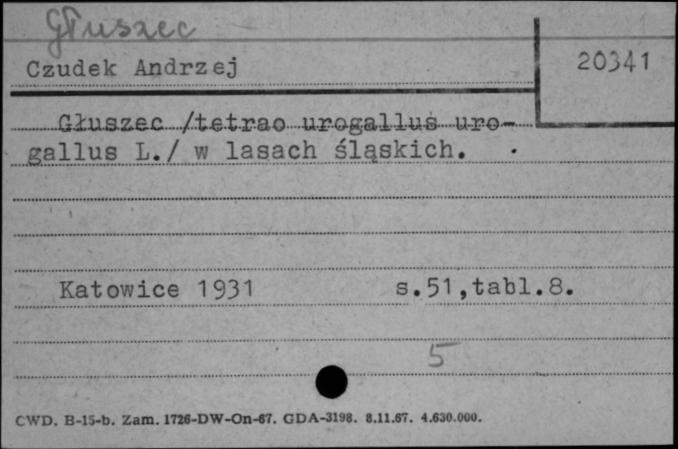 Głuszec
Czudek Andrzej
20341
Głuszec /tetrao urogallus uro-
gallus L./ w lasach śląskich.
Katowice 1931 s.51,tabl.8.
5
CWD. B-15-b. Zam. 1726-DW-On-67. GDA-3198. 8.11.67. 4.630.000.